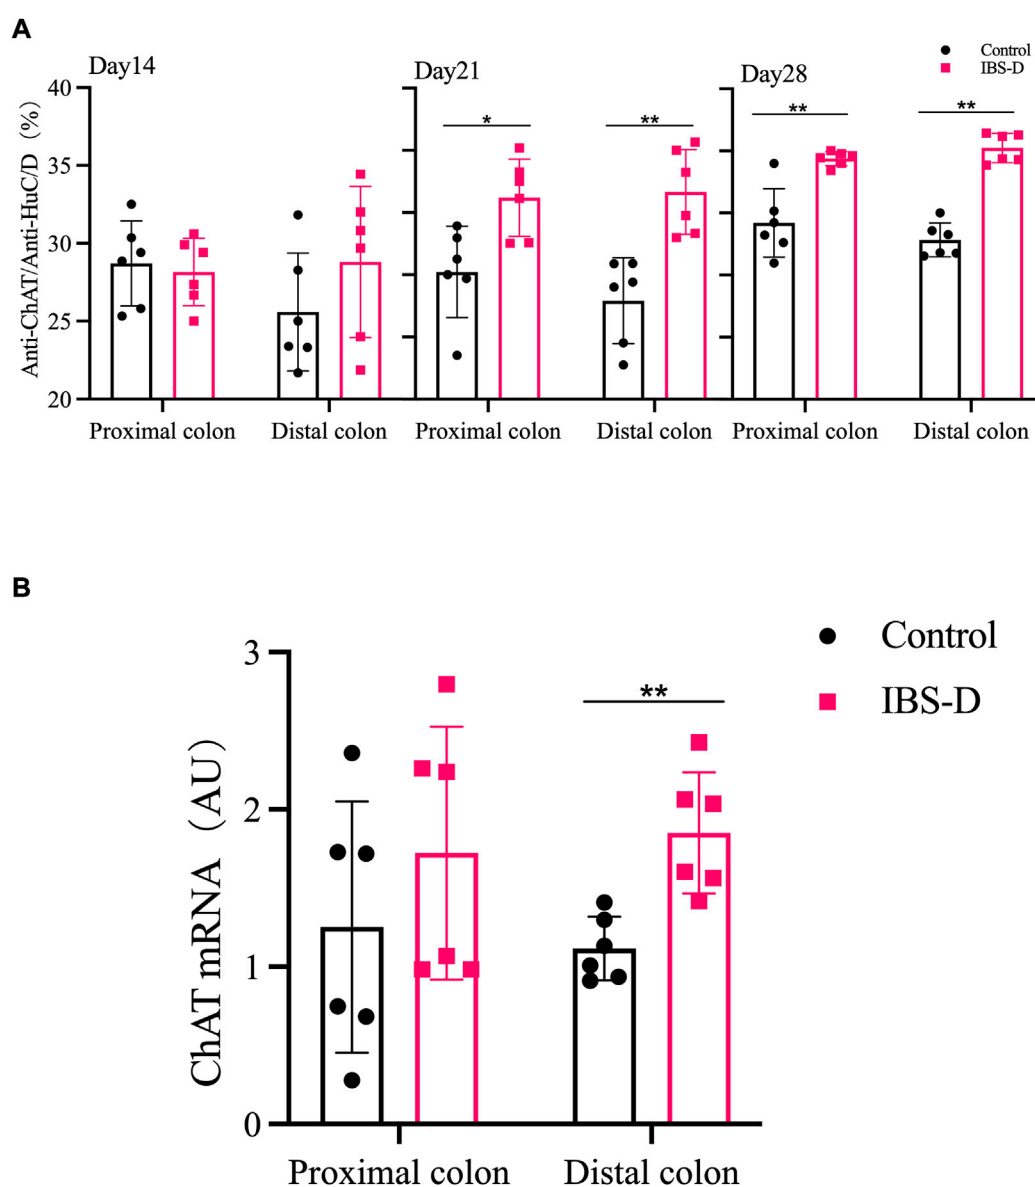 A
Day14
Day21
Day28
Control
IBS-D
Anti-ChAT/Anti-HuC/D（%）
40
35
30
25
20
*
**
**
**
Proximal colon
Distal colon
Proximal colon
Distal colon
Proximal colon
Distal colon
B
Control
IBS-D
ChAT mRNA（AU）
3
2
1
0
**
Proximal colon
Distal colon